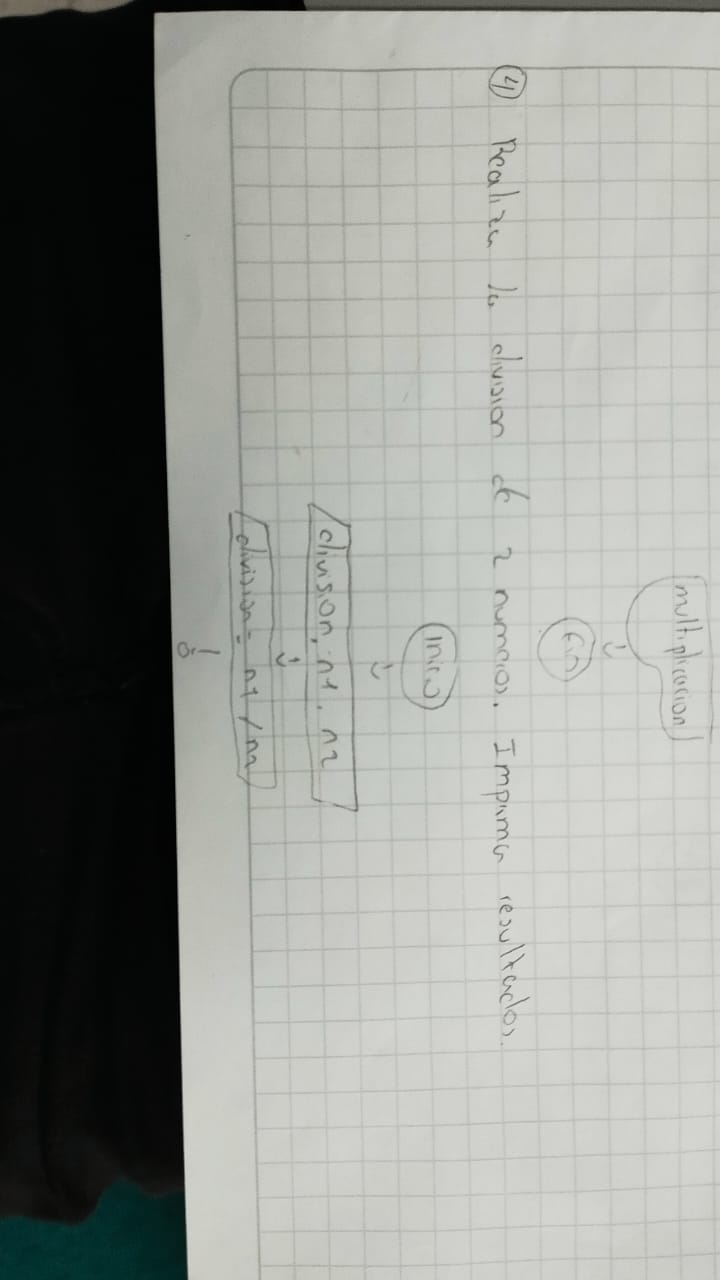 multiplicacion
Fin
4 Realiza la division de 2 numeros. Imprima resultados.
Inicio
division, n1, n2
division = n1 / n2